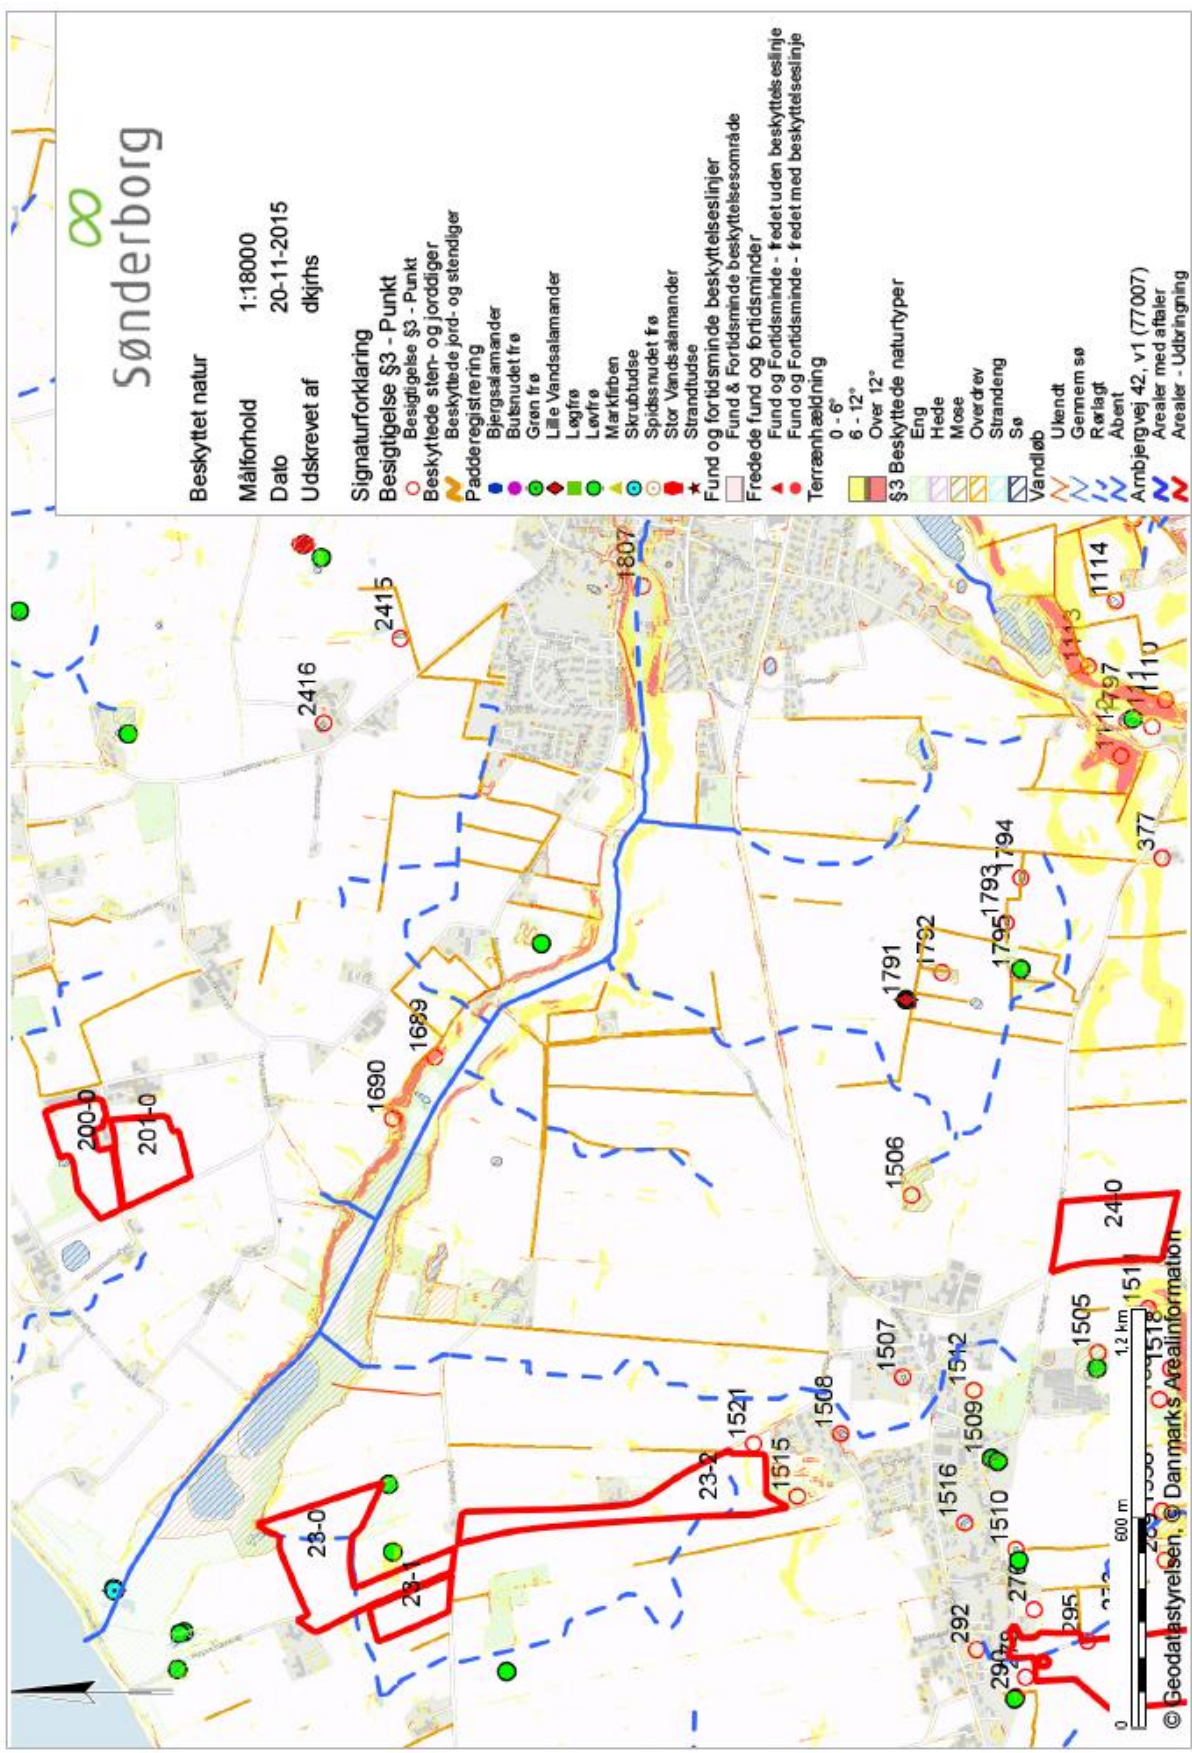 Sønderborg
Beskyttet natur
Målforhold 1:18000
Dato 20-11-2015
Udskrevet af dkjrhs
Signaturforklaring
Besigtigelse §3 - Punkt
Besigtigelse §3 - Punkt
Beskyttede sten- og jorddiger
Beskyttede jord- og stendiger
Padderegistrering
Bjergsalamander
Butsnudet frø
Grøn frø
Lille Vandsalamander
Løgfrø
Løvfrø
Markfirben
Skrubtudse
Spidssnudet frø
Stor Vandsalamander
Strandtudse
Fund og fortidsminde beskyttelseslinjer
Fund & Fortidsminde beskyttelsesområde
Fredede fund og fortidsminder
Fund og Fortidsminde - fredet uden beskyttelseslinje
Fund og Fortidsminde - fredet med beskyttelseslinje
Terrænhældning
0 - 6°
6 - 12°
Over 12°
§3 Beskyttede naturtyper
Eng
Hede
Mose
Overdrev
Strandeng
Sø
Vandløb
Ukendt
Gennem sø
Rørlagt
Åbent
Arnbjergvej 42, v1 (77007)
Arealer med aftaler
Arealer - Udbringning
200-0
201-0
2416
2415
1807
1690
1689
23-0
23-1
23-2
1521
1515
1508
1507
1506
1791
1792
1793
1794
1795
1113
1114
1112
1797
1110
377
24-0
1511
1505
1518
1512
1509
1516
1510
292
290
270
295
0
600 m
1,2 km
© Geodatastyrelsen, © Danmarks Arealinformation